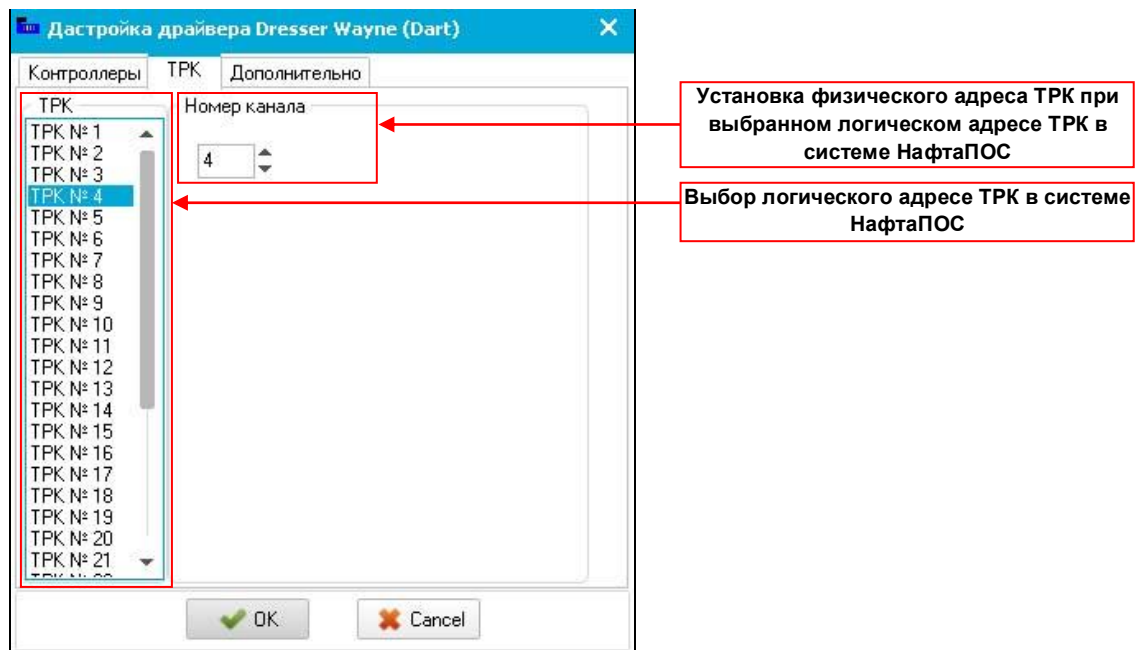 Дастройка драйвера Dresser Wayne (Dart)
Контроллеры ТРК Дополнительно
ТРК
Номер канала
ТРК № 1
ТРК № 2
ТРК № 3
ТРК № 4
ТРК № 5
ТРК № 6
ТРК № 7
ТРК № 8
ТРК № 9
ТРК № 10
ТРК № 11
ТРК № 12
ТРК № 13
ТРК № 14
ТРК № 15
ТРК № 16
ТРК № 17
ТРК № 18
ТРК № 19
ТРК № 20
ТРК № 21
4
OK
Cancel
Установка физического адреса ТРК при
выбранном логическом адресе ТРК в
системе НафтаПОС
Выбор логического адресе ТРК в системе
НафтаПОС